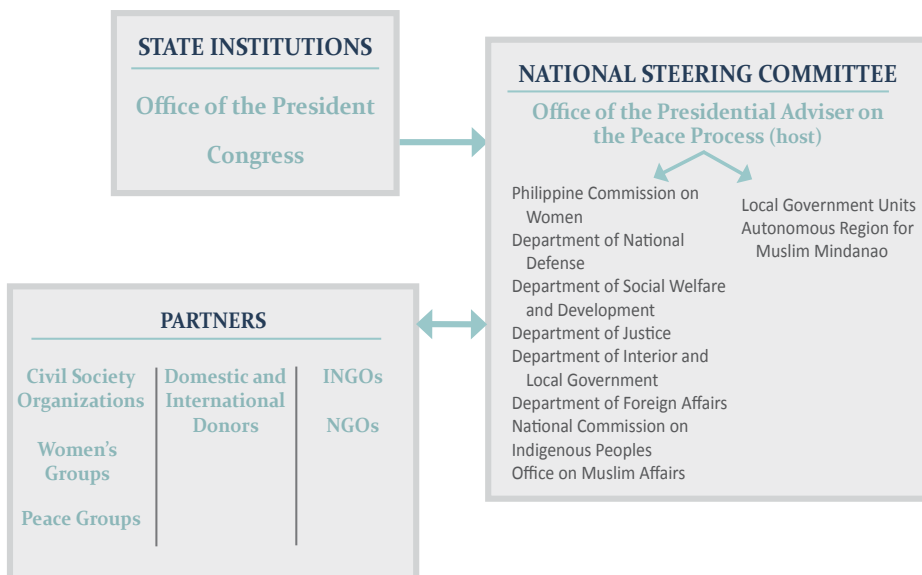 STATE INSTITUTIONS
Office of the President
Congress
NATIONAL STEERING COMMITTEE
Office of the Presidential Adviser on
the Peace Process (host)
Philippine Commission on
Women
Department of National
Defense
Department of Social Welfare
and Development
Department of Justice
Department of Interior and
Local Government
Department of Foreign Affairs
National Commission on
Indigenous Peoples
Office on Muslim Affairs
Local Government Units
Autonomous Region for
Muslim Mindanao
PARTNERS
Civil Society
Organizations
Women's
Groups
Peace Groups
Domestic and
International
Donors
INGOs
NGOs